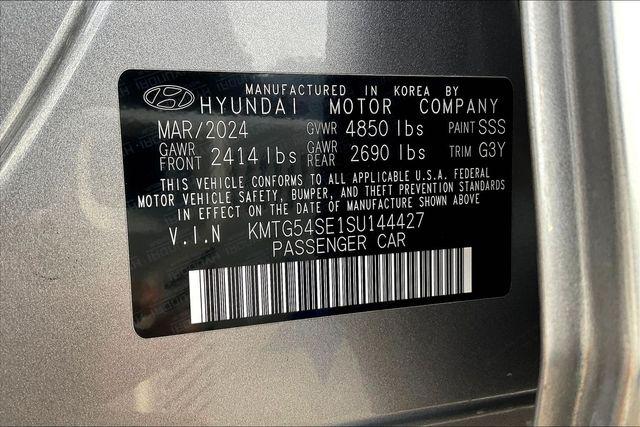 MANUFACTURED IN KOREA BY
HYUNDAI MOTOR COMPANY
MAR/2024 GVWR 4850 lbs PAINT SSS
GAWR FRONT 2414 lbs GAWR REAR 2690 lbs TRIM G3Y
THIS VEHICLE CONFORMS TO ALL APPLICABLE U.S.A. FEDERAL
MOTOR VEHICLE SAFETY, BUMPER, AND THEFT PREVENTION STANDARDS
IN EFFECT ON THE DATE OF MANUFACTURE SHOWN ABOVE
V.I.N KMTG54SE1SU144427
PASSENGER CAR